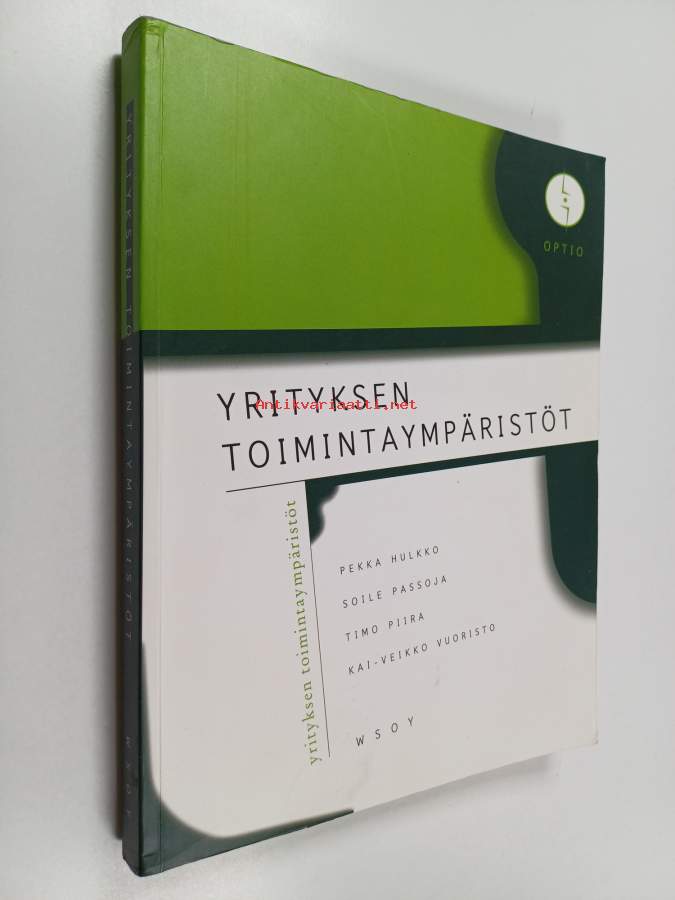 YRITYKSEN TOIMINTAYMPÄRISTÖT
WSOY
OPTIO
YRITYKSEN
Antikvariaatti.net
TOIMINTAYMPÄRISTÖT
yrityksen toimintaympäristöt
PEKKA HULKKO
SOILE PASSOJA
TIMO PIIRA
KAI-VEIKKO VUORISTO
WSOY